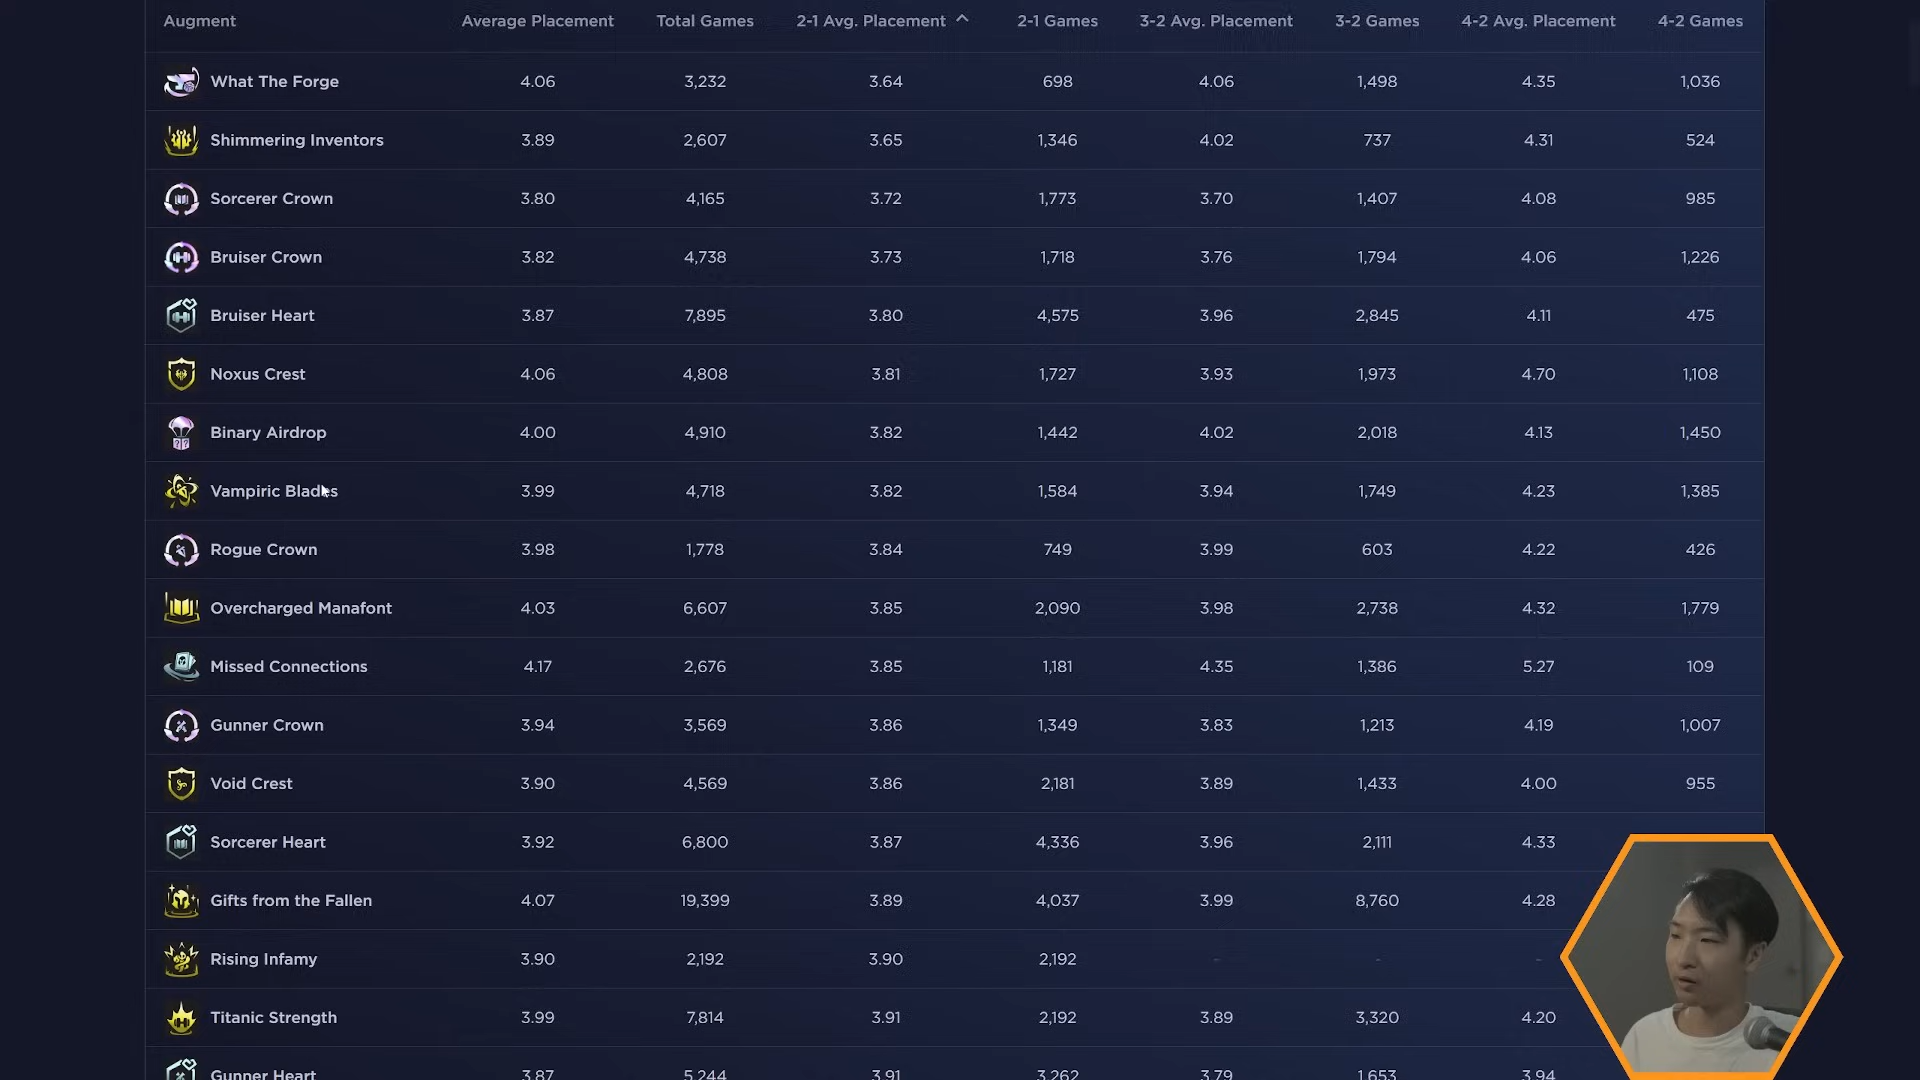 Augment Average Placement Total Games 2-1 Avg. Placement 2-1 Games 3-2 Avg. Placement 3-2 Games 4-2 Avg. Placement 4-2 Games
What The Forge 4.06 3,232 3.64 698 4.06 1,498 4.35 1,036
Shimmering Inventors 3.89 2,607 3.65 1,346 4.02 737 4.31 524
Sorcerer Crown 3.80 4,165 3.72 1,773 3.70 1,407 4.08 985
Bruiser Crown 3.82 4,738 3.73 1,718 3.76 1,794 4.06 1,226
Bruiser Heart 3.87 7,895 3.80 4,575 3.96 2,845 4.11 475
Noxus Crest 4.06 4,808 3.81 1,727 3.93 1,973 4.70 1,108
Binary Airdrop 4.00 4,910 3.82 1,442 4.02 2,018 4.13 1,450
Vampiric Blades 3.99 4,718 3.82 1,584 3.94 1,749 4.23 1,385
Rogue Crown 3.98 1,778 3.84 749 3.99 603 4.22 426
Overcharged Manafont 4.03 6,607 3.85 2,090 3.98 2,738 4.32 1,779
Missed Connections 4.17 2,676 3.85 1,181 4.35 1,386 5.27 109
Gunner Crown 3.94 3,569 3.86 1,349 3.83 1,213 4.19 1,007
Void Crest 3.90 4,569 3.86 2,181 3.89 1,433 4.00 955
Sorcerer Heart 3.92 6,800 3.87 4,336 3.96 2,111 4.33
Gifts from the Fallen 4.07 19,399 3.89 4,037 3.99 8,760 4.28
Rising Infamy 3.90 2,192 3.90 2,192 - - -
Titanic Strength 3.99 7,814 3.91 2,192 3.89 3,320 4.20
Gunner Heart 3.87 5,244 3.91 3,262 3.79 1,653 3.94